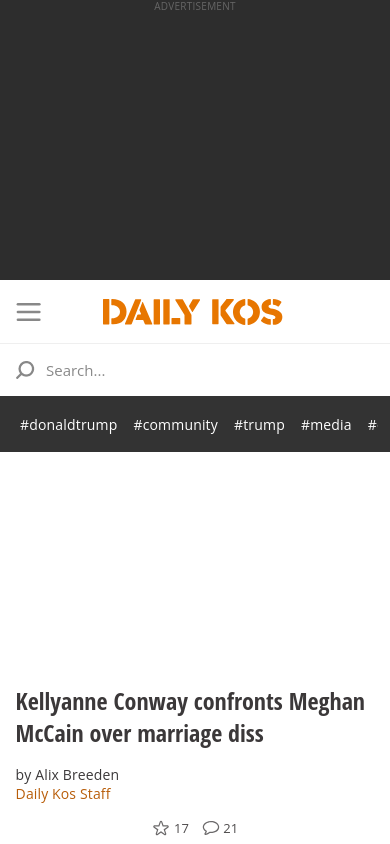 ADVERTISEMENT
DAILY KOS
Search...
#donaldtrump #community #trump #media #
Kellyanne Conway confronts Meghan
McCain over marriage diss
by Alix Breeden
Daily Kos Staff
17 21